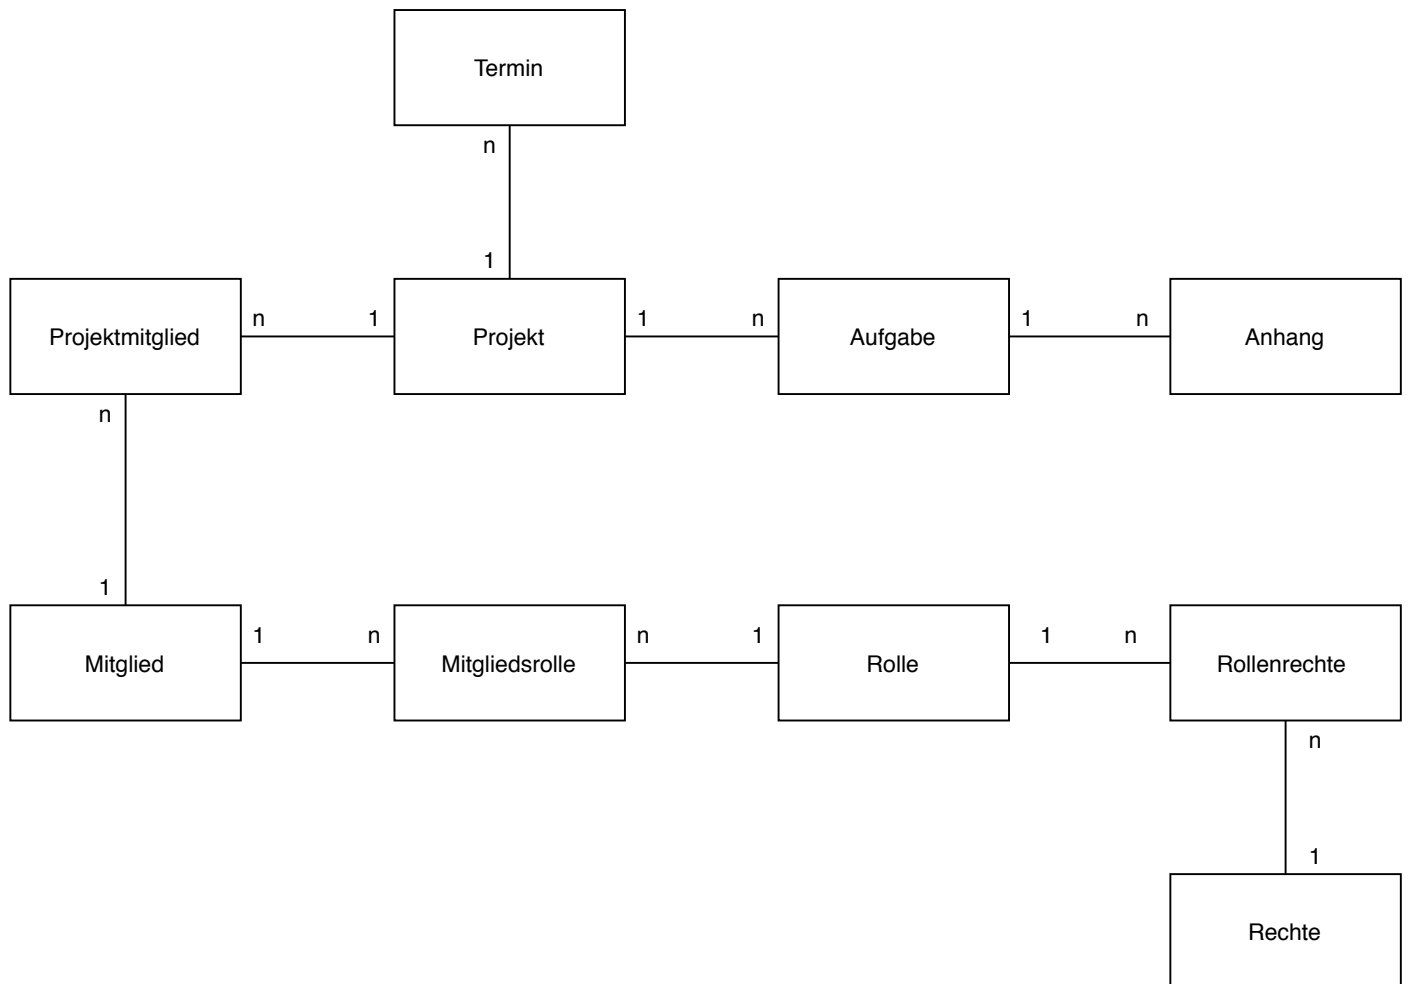 Termin
n
1
Projektmitglied
n
1
Projekt
1
n
Aufgabe
1
n
Anhang
n
1
Mitglied
1
n
Mitgliedsrolle
n
1
Rolle
1
n
Rollenrechte
n
1
Rechte